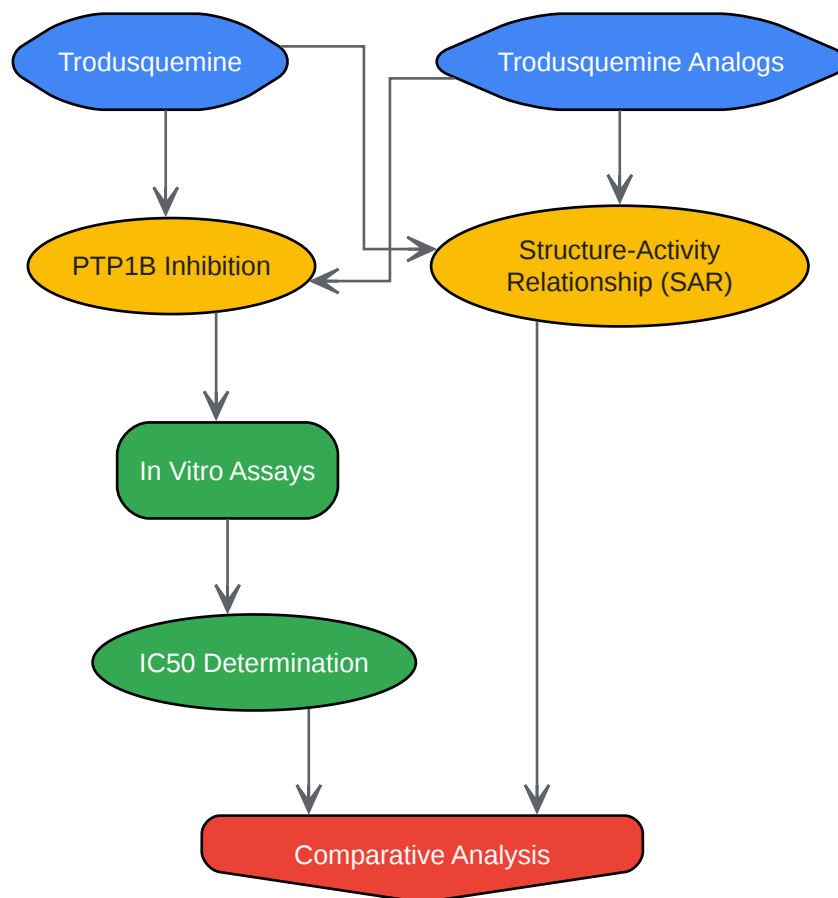 Trodusquemine
Trodusquemine Analogs
PTP1B Inhibition
Structure-Activity
Relationship (SAR)
In Vitro Assays
IC50 Determination
Comparative Analysis